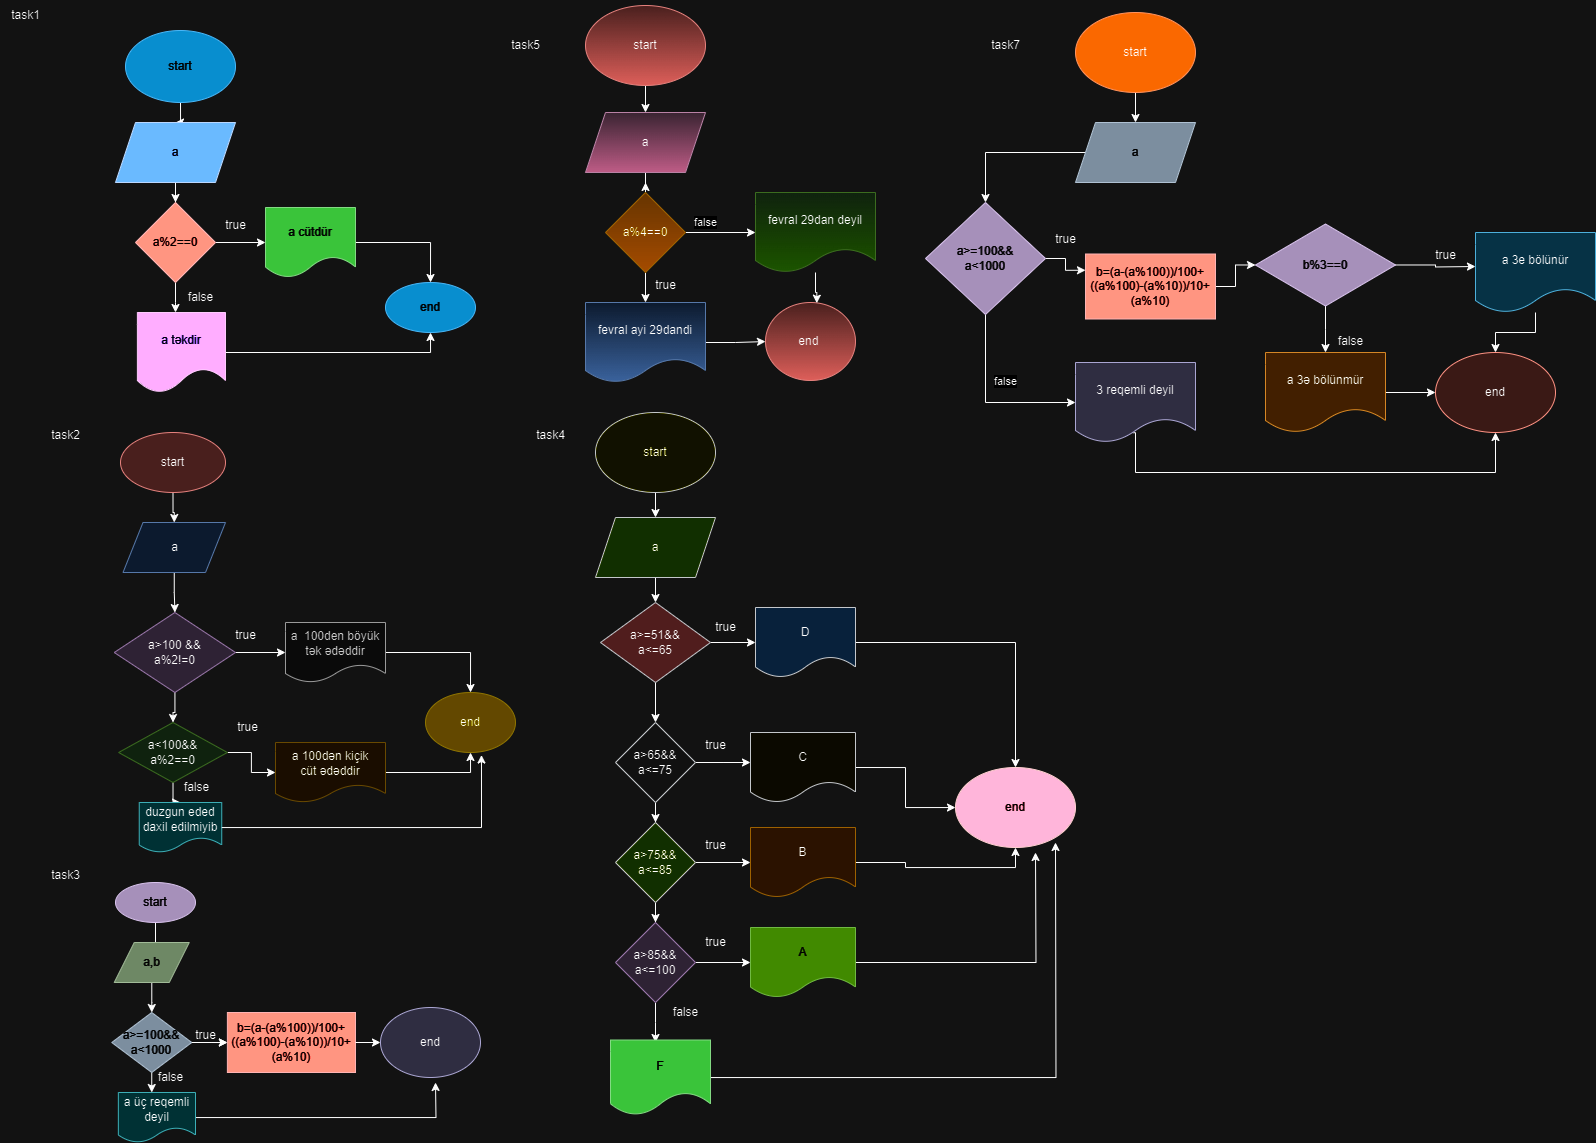 task1
start
a
a%2==0
true
a cütdür
false
a təkdir
end
task5
start
a
a%4==0
false
fevral 29dan deyil
true
fevral ayi 29dandi
end
task7
start
a
a>=100&&
a<1000
true
b=(a-(a%100))/100+
((a%100)-(a%10))/10+
(a%10)
b%3==0
true
a 3e bölünür
false
a 3ə bölünmür
end
false
3 reqemli deyil
task2
start
a
a>100 &&
a%2!=0
true
a  100den böyük
tək ədəddir
end
a<100&&
a%2==0
true
a 100dən kiçik
cüt ədəddir
false
duzgun eded
daxil edilmiyib
task4
start
a
a>=51&&
a<=65
true
D
a>65&&
a<=75
true
C
end
a>75&&
a<=85
true
B
a>85&&
a<=100
true
A
false
F
task3
start
a,b
a>=100&&
a<1000
true
b=(a-(a%100))/100+
((a%100)-(a%10))/10+
(a%10)
end
false
a üç reqemli
deyil